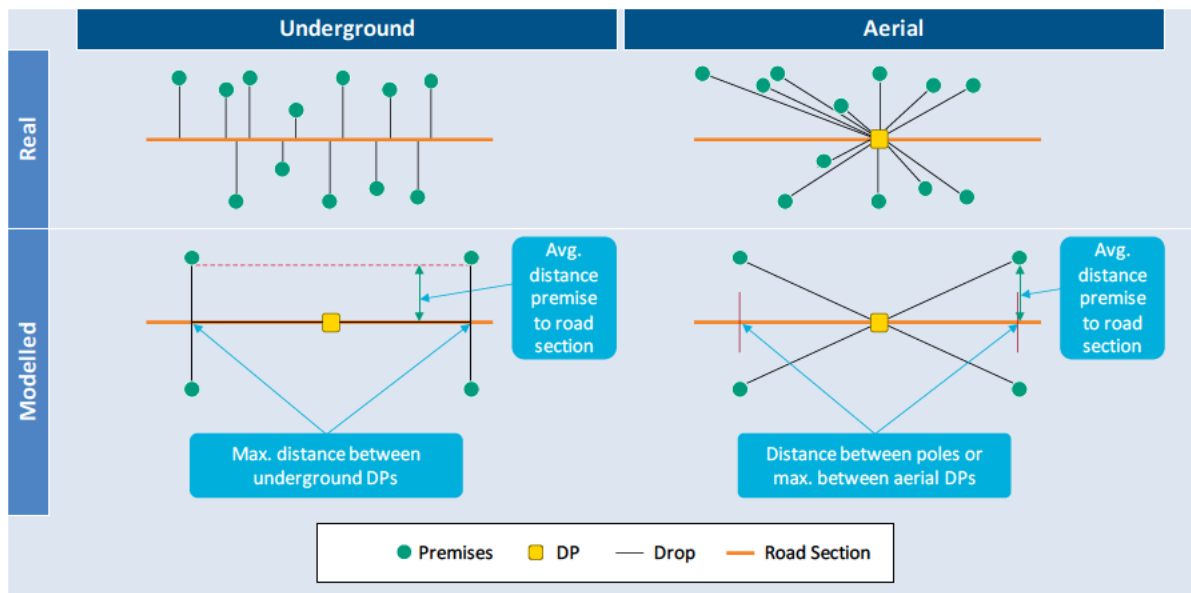 Underground
Aerial
Real
Modelled
Avg.
distance
premise
to road
section
Avg.
distance
premise
to road
section
Max. distance between
underground DPs
Distance between poles or
max. between aerial DPs
Premises
DP
Drop
Road Section